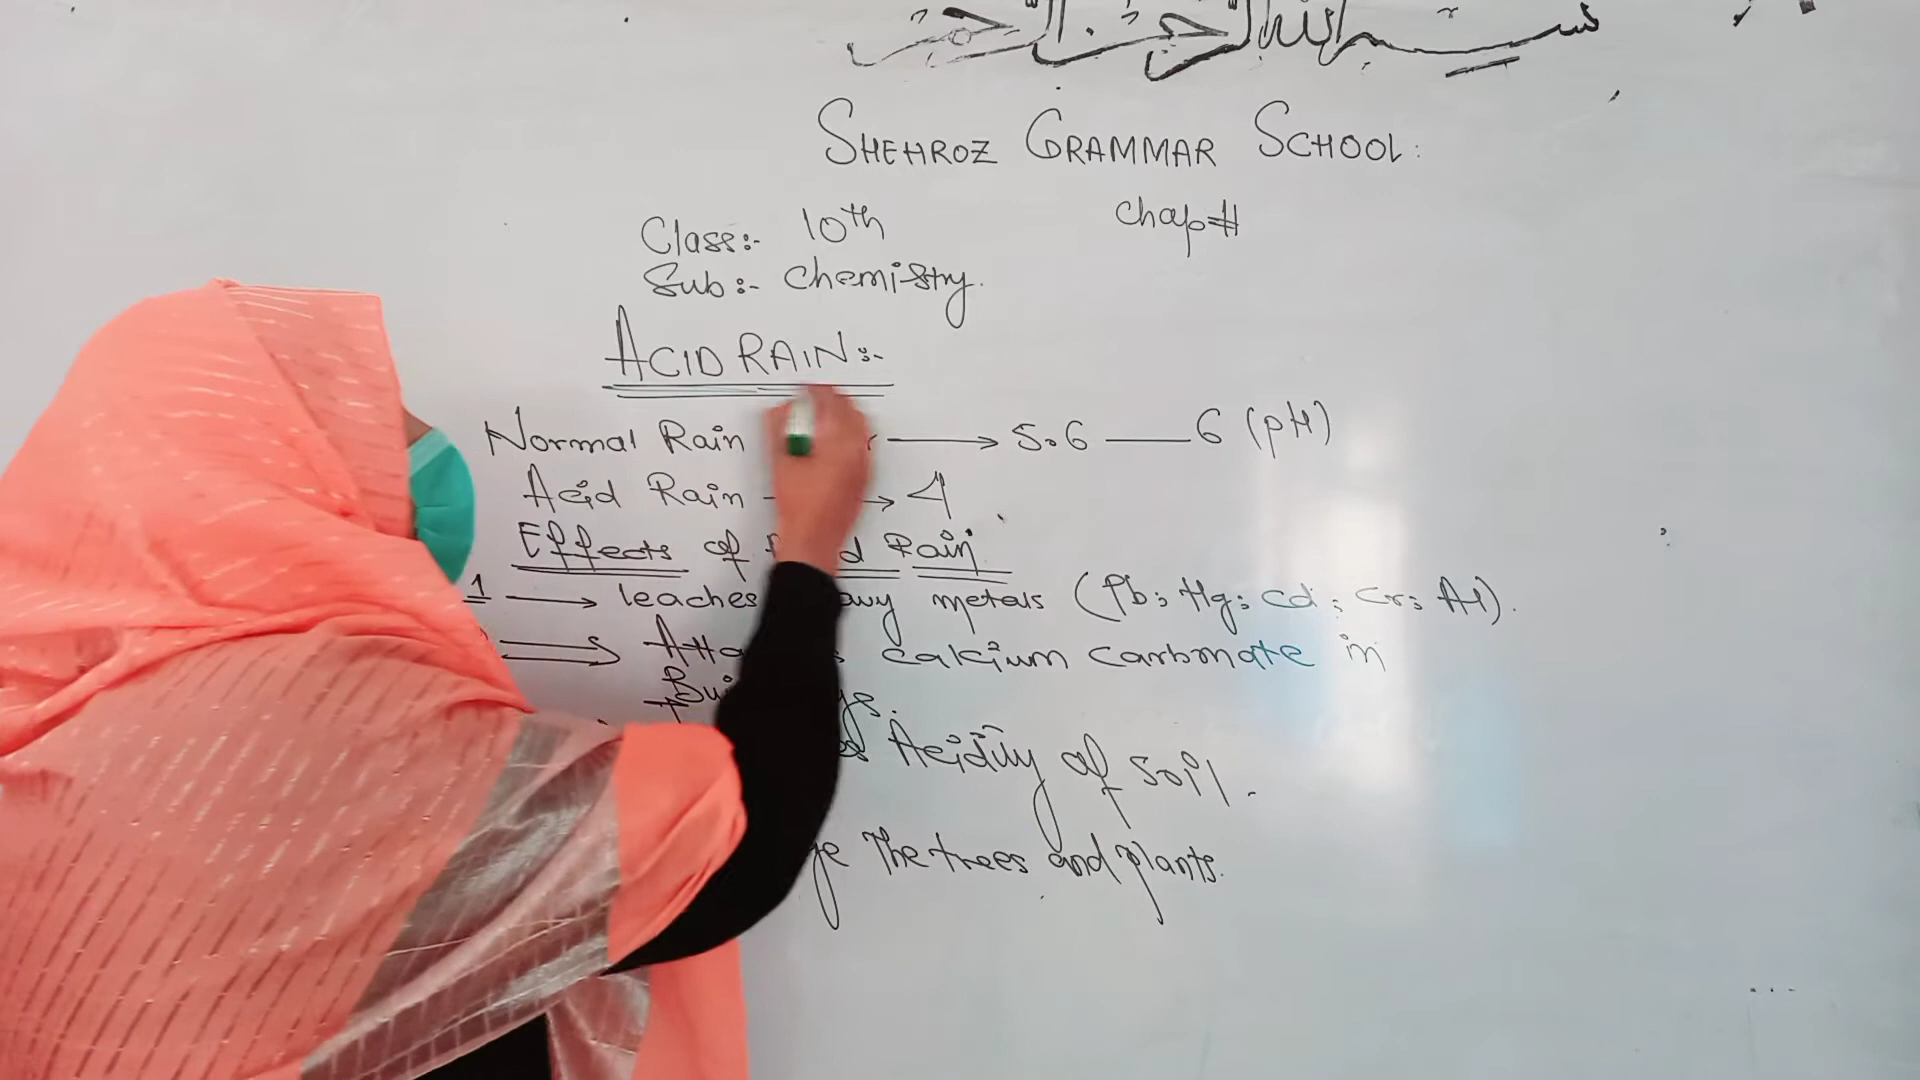 بسم الله الرحمن الرحيم
SHEHROZ GRAMMAR SCHOOL:
Class:- 10th chap#
Sub:- chemistry.
ACID RAIN:-
Normal Rain → 5.6 — 6 (pH)
Acid Rain → 4
Effects of Rain
1 → leaches metals (Pb; Hg; Cd; Cr; Al).
⇒ calcium carbonate in
Acidity of soil.
The trees and plants.